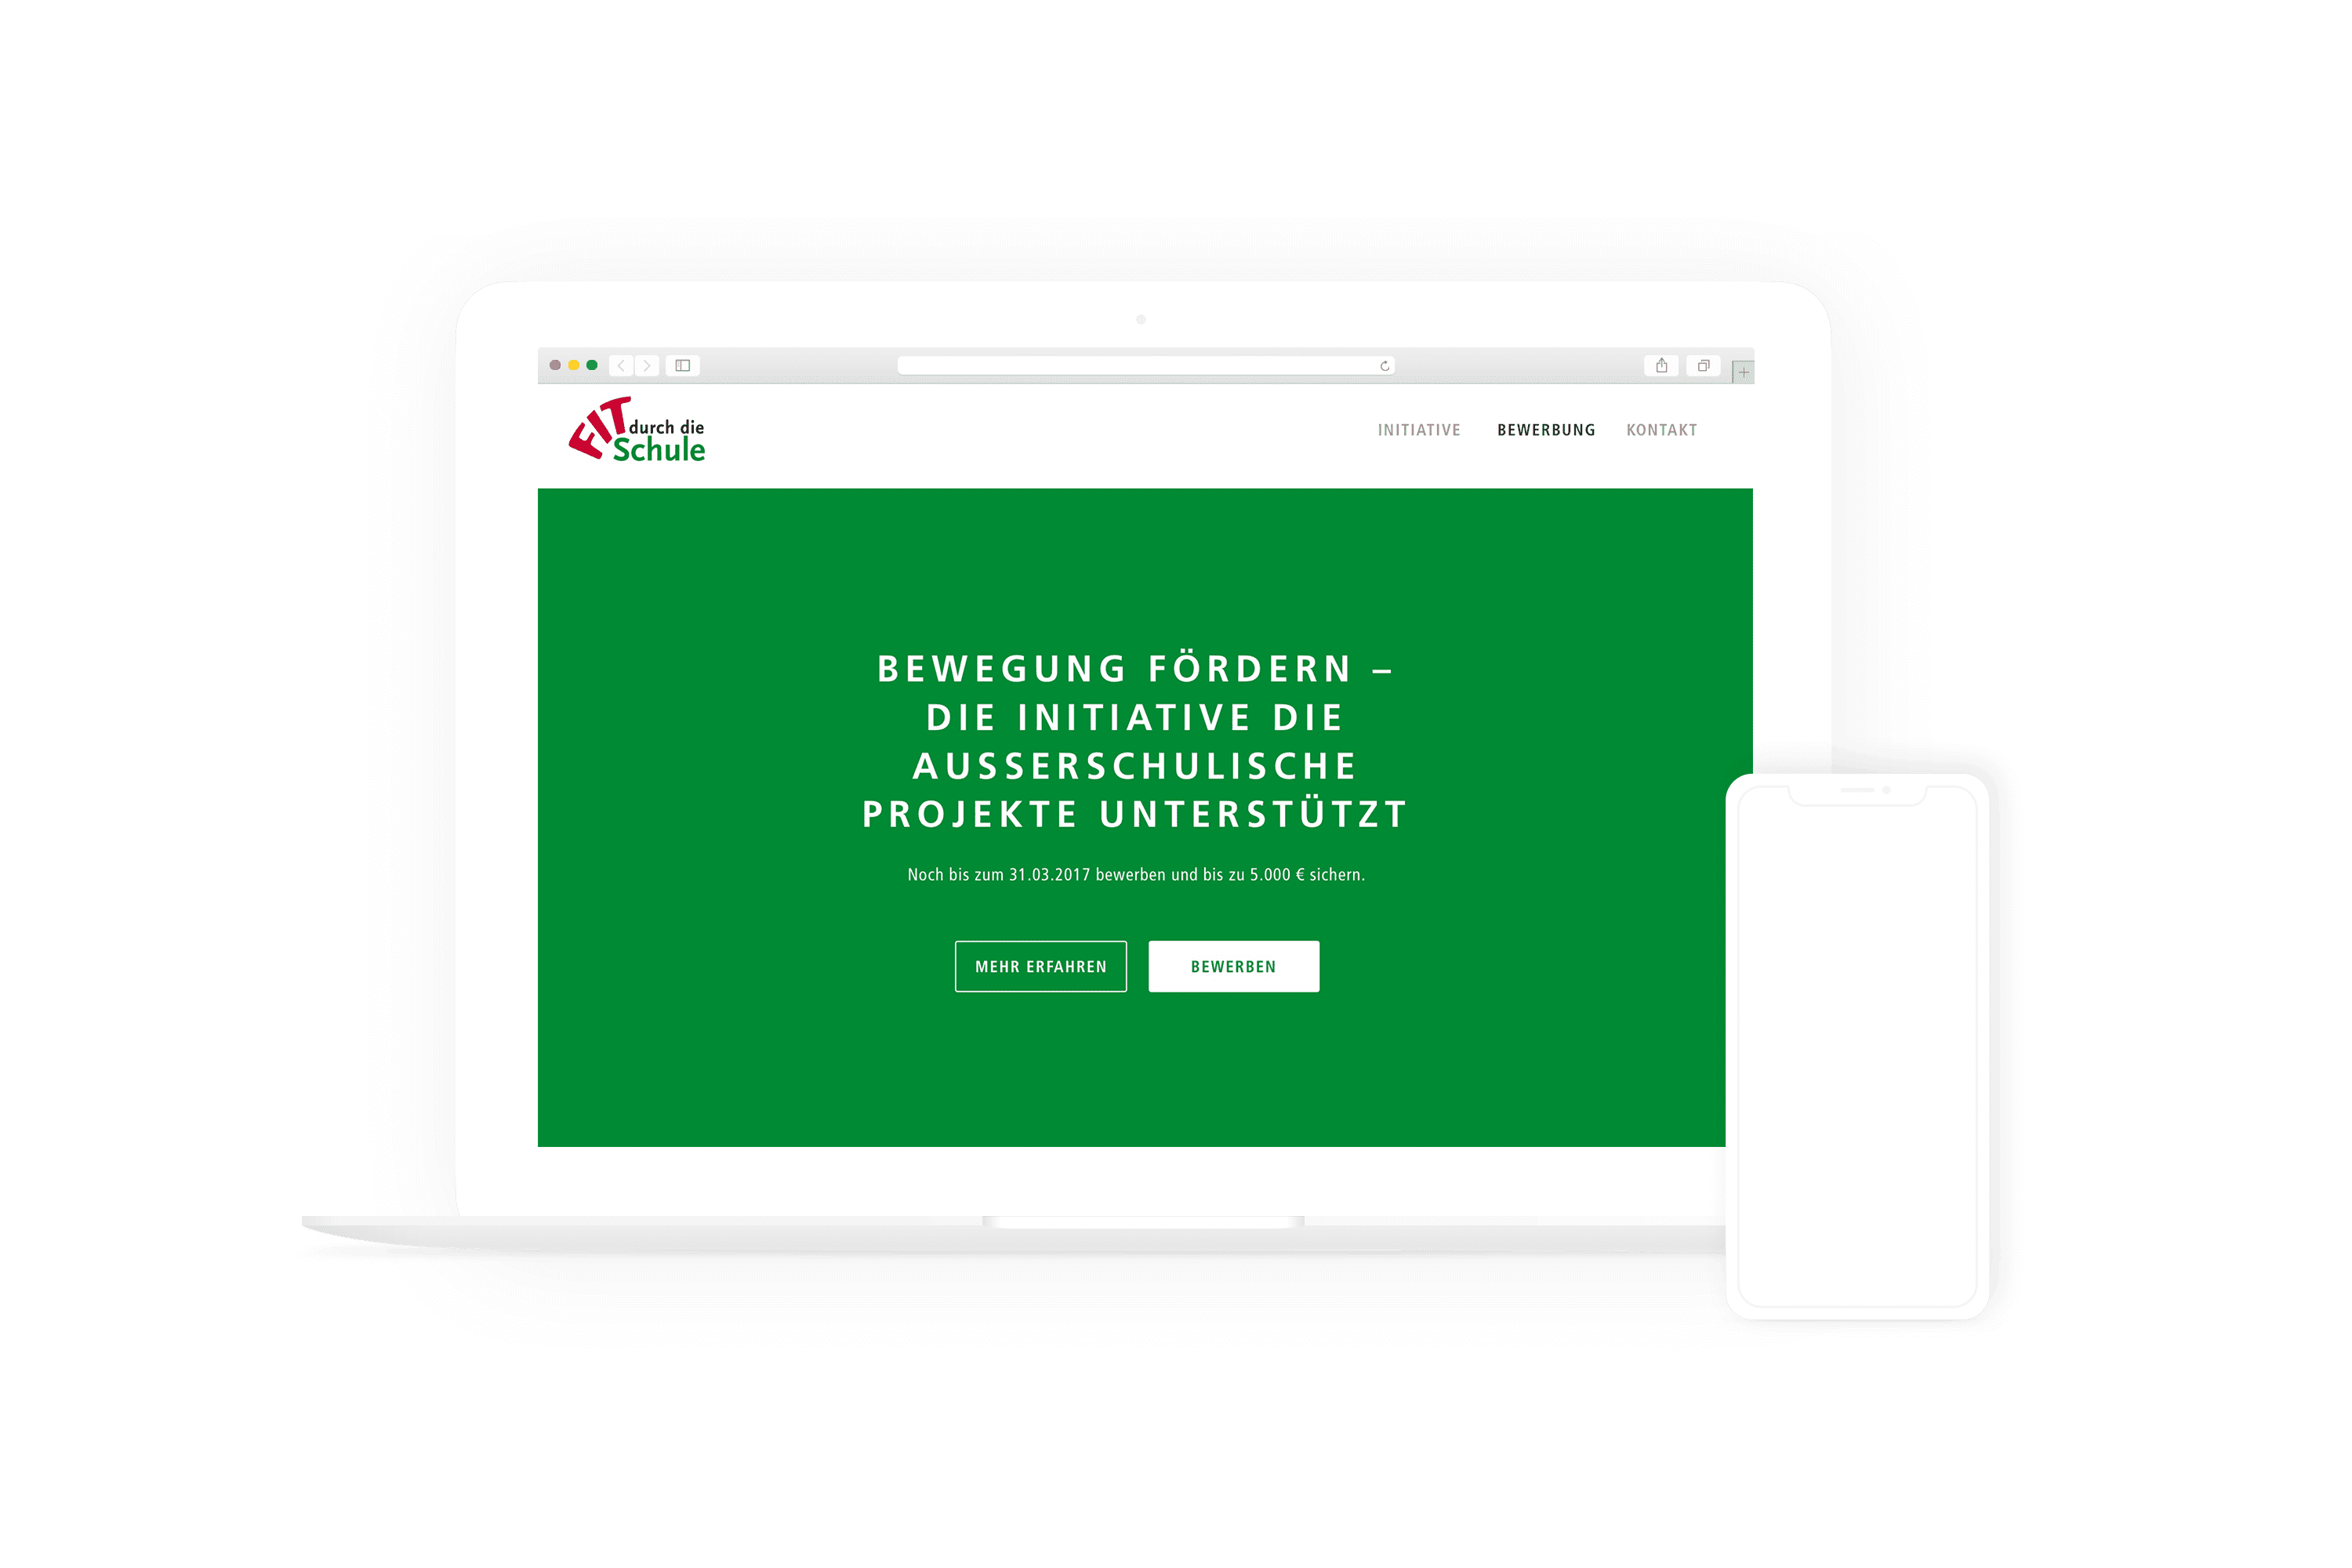 FIT durch die
Schule
INITIATIVE BEWERBUNG KONTAKT
BEWEGUNG FÖRDERN –
DIE INITIATIVE DIE
AUSSERSCHULISCHE
PROJEKTE UNTERSTÜTZT
Noch bis zum 31.03.2017 bewerben und bis zu 5.000 € sichern.
MEHR ERFAHREN BEWERBEN